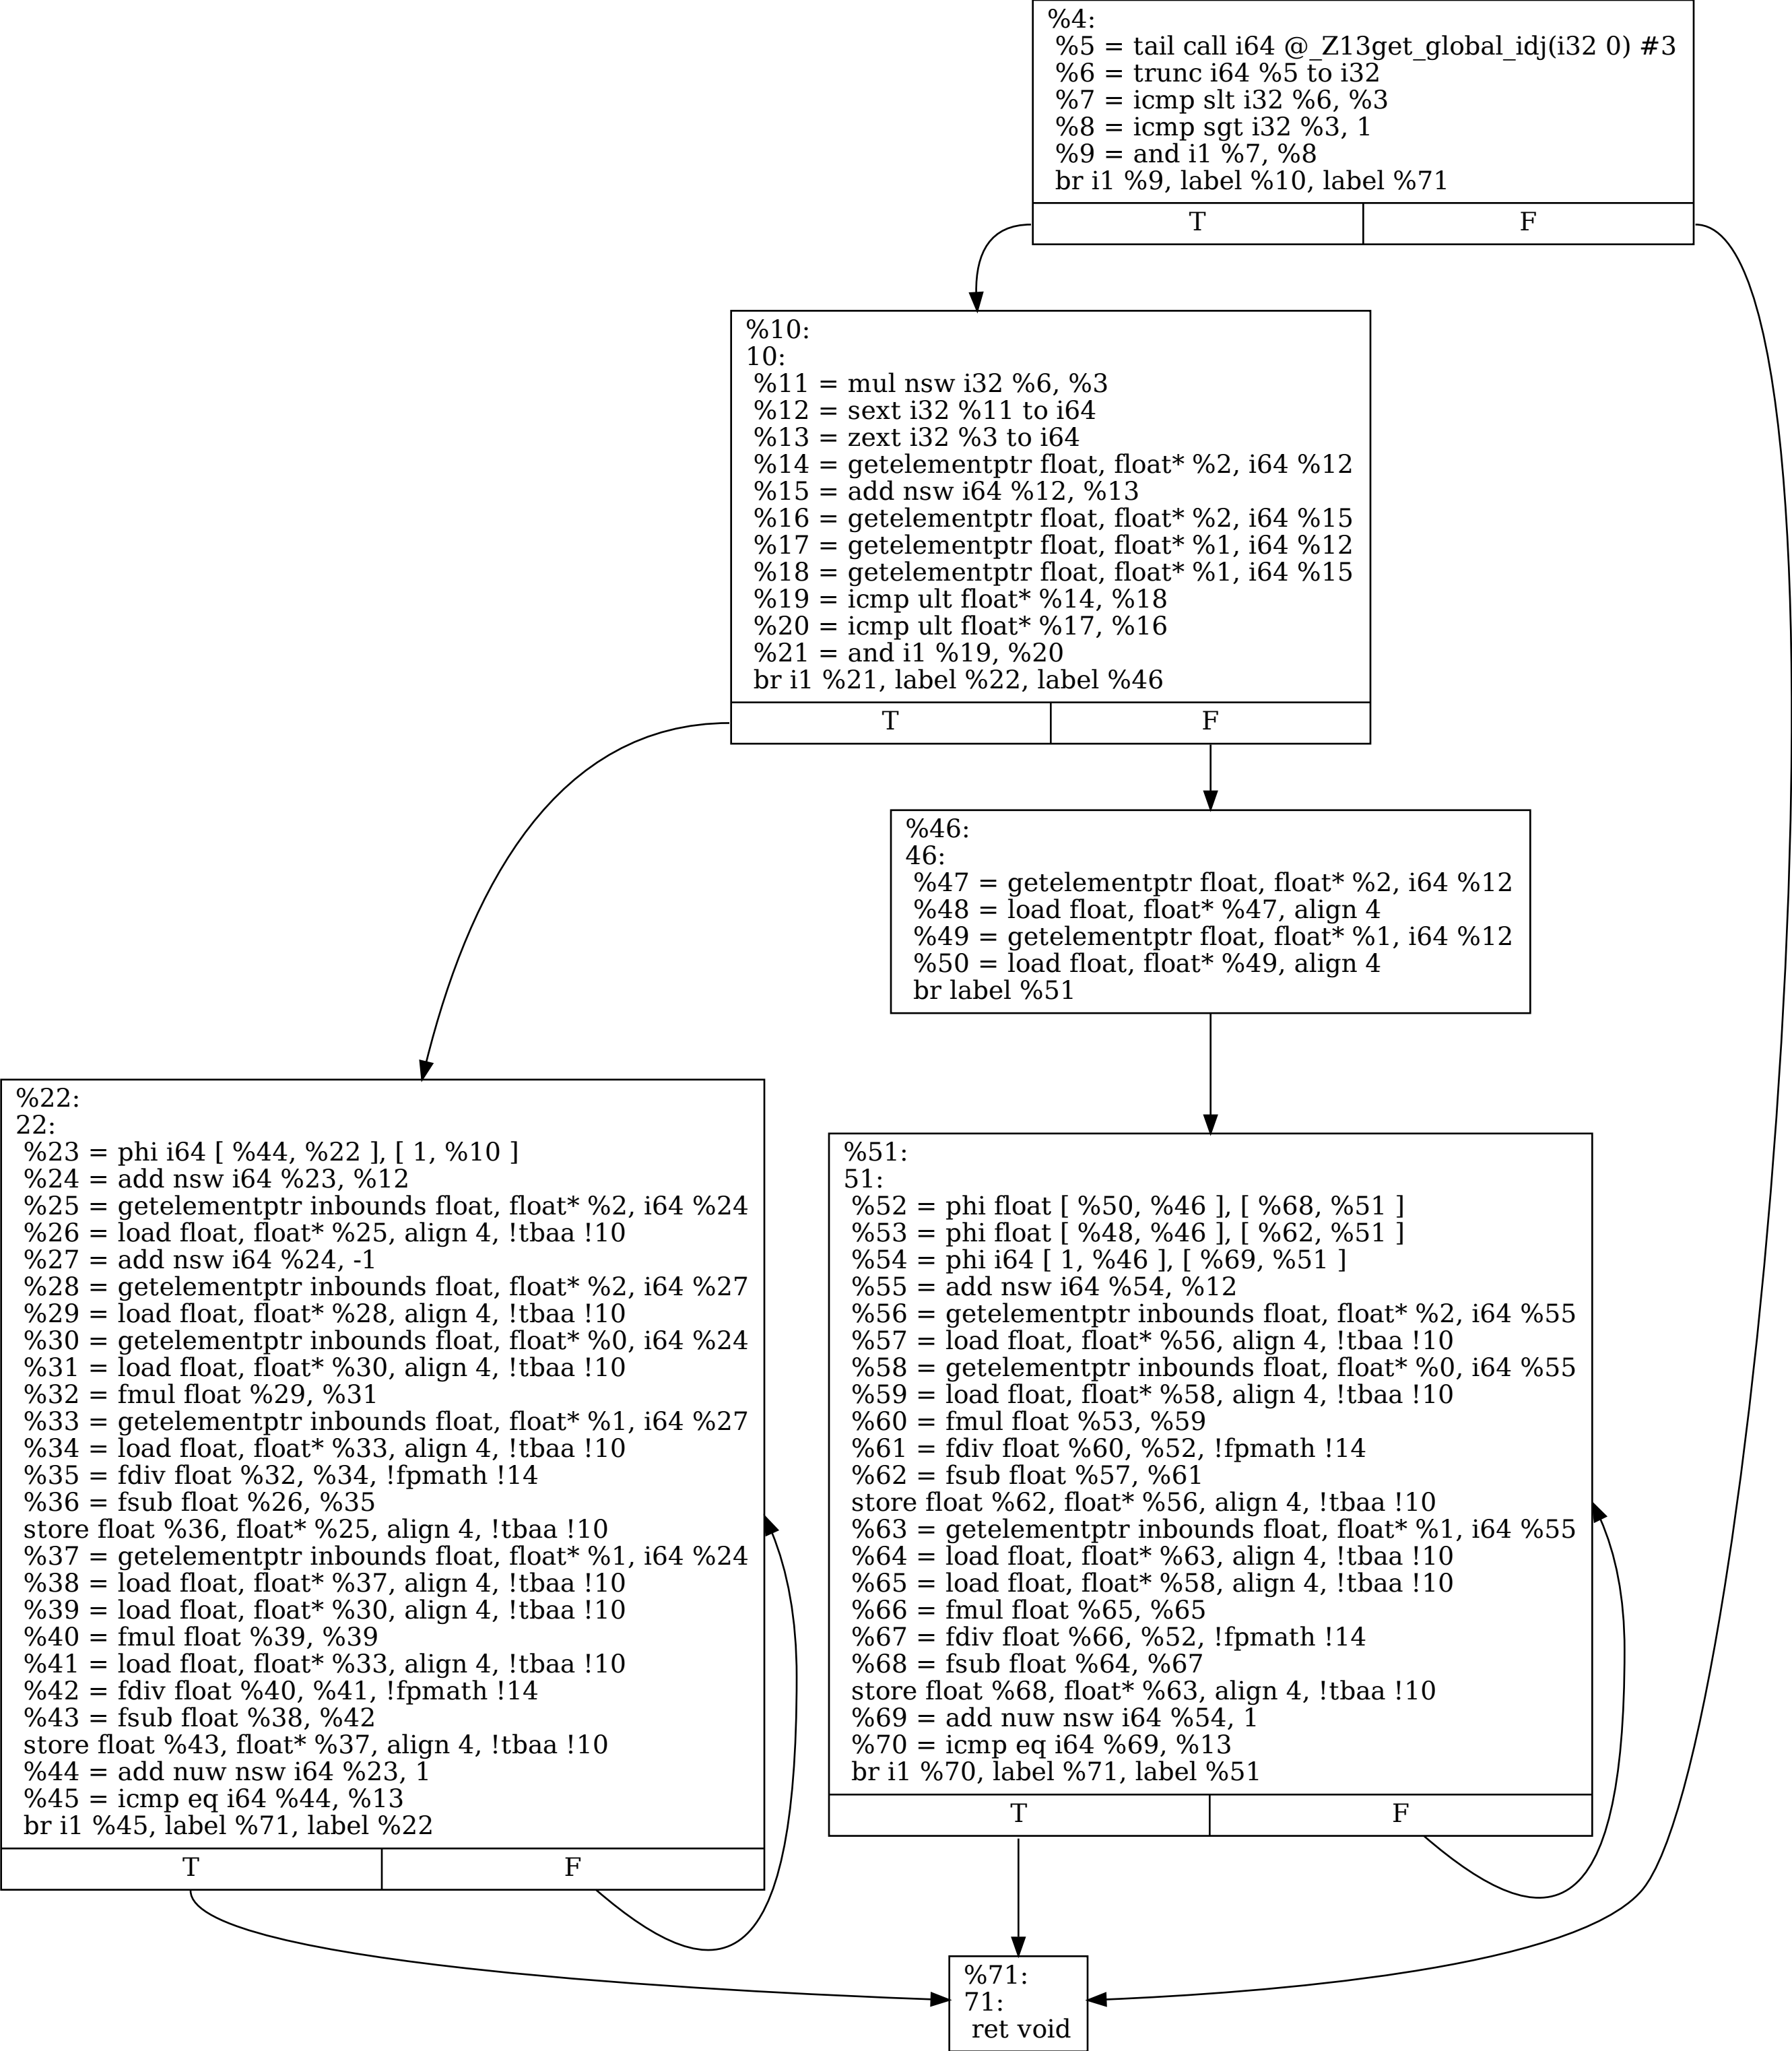 %4:
%5 = tail call i64 @_Z13get_global_idj(i32 0) #3
%6 = trunc i64 %5 to i32
%7 = icmp slt i32 %6, %3
%8 = icmp sgt i32 %3, 1
%9 = and i1 %7, %8
br i1 %9, label %10, label %71
T F
%10:
10:
%11 = mul nsw i32 %6, %3
%12 = sext i32 %11 to i64
%13 = zext i32 %3 to i64
%14 = getelementptr float, float* %2, i64 %12
%15 = add nsw i64 %12, %13
%16 = getelementptr float, float* %2, i64 %15
%17 = getelementptr float, float* %1, i64 %12
%18 = getelementptr float, float* %1, i64 %15
%19 = icmp ult float* %14, %18
%20 = icmp ult float* %17, %16
%21 = and i1 %19, %20
br i1 %21, label %22, label %46
T F
%46:
46:
%47 = getelementptr float, float* %2, i64 %12
%48 = load float, float* %47, align 4
%49 = getelementptr float, float* %1, i64 %12
%50 = load float, float* %49, align 4
br label %51
%22:
22:
%23 = phi i64 [ %44, %22 ], [ 1, %10 ]
%24 = add nsw i64 %23, %12
%25 = getelementptr inbounds float, float* %2, i64 %24
%26 = load float, float* %25, align 4, !tbaa !10
%27 = add nsw i64 %24, -1
%28 = getelementptr inbounds float, float* %2, i64 %27
%29 = load float, float* %28, align 4, !tbaa !10
%30 = getelementptr inbounds float, float* %0, i64 %24
%31 = load float, float* %30, align 4, !tbaa !10
%32 = fmul float %29, %31
%33 = getelementptr inbounds float, float* %1, i64 %27
%34 = load float, float* %33, align 4, !tbaa !10
%35 = fdiv float %32, %34, !fpmath !14
%36 = fsub float %26, %35
store float %36, float* %25, align 4, !tbaa !10
%37 = getelementptr inbounds float, float* %1, i64 %24
%38 = load float, float* %37, align 4, !tbaa !10
%39 = load float, float* %30, align 4, !tbaa !10
%40 = fmul float %39, %39
%41 = load float, float* %33, align 4, !tbaa !10
%42 = fdiv float %40, %41, !fpmath !14
%43 = fsub float %38, %42
store float %43, float* %37, align 4, !tbaa !10
%44 = add nuw nsw i64 %23, 1
%45 = icmp eq i64 %44, %13
br i1 %45, label %71, label %22
T F
%51:
51:
%52 = phi float [ %50, %46 ], [ %68, %51 ]
%53 = phi float [ %48, %46 ], [ %62, %51 ]
%54 = phi i64 [ 1, %46 ], [ %69, %51 ]
%55 = add nsw i64 %54, %12
%56 = getelementptr inbounds float, float* %2, i64 %55
%57 = load float, float* %56, align 4, !tbaa !10
%58 = getelementptr inbounds float, float* %0, i64 %55
%59 = load float, float* %58, align 4, !tbaa !10
%60 = fmul float %53, %59
%61 = fdiv float %60, %52, !fpmath !14
%62 = fsub float %57, %61
store float %62, float* %56, align 4, !tbaa !10
%63 = getelementptr inbounds float, float* %1, i64 %55
%64 = load float, float* %63, align 4, !tbaa !10
%65 = load float, float* %58, align 4, !tbaa !10
%66 = fmul float %65, %65
%67 = fdiv float %66, %52, !fpmath !14
%68 = fsub float %64, %67
store float %68, float* %63, align 4, !tbaa !10
%69 = add nuw nsw i64 %54, 1
%70 = icmp eq i64 %69, %13
br i1 %70, label %71, label %51
T F
%71:
71:
ret void